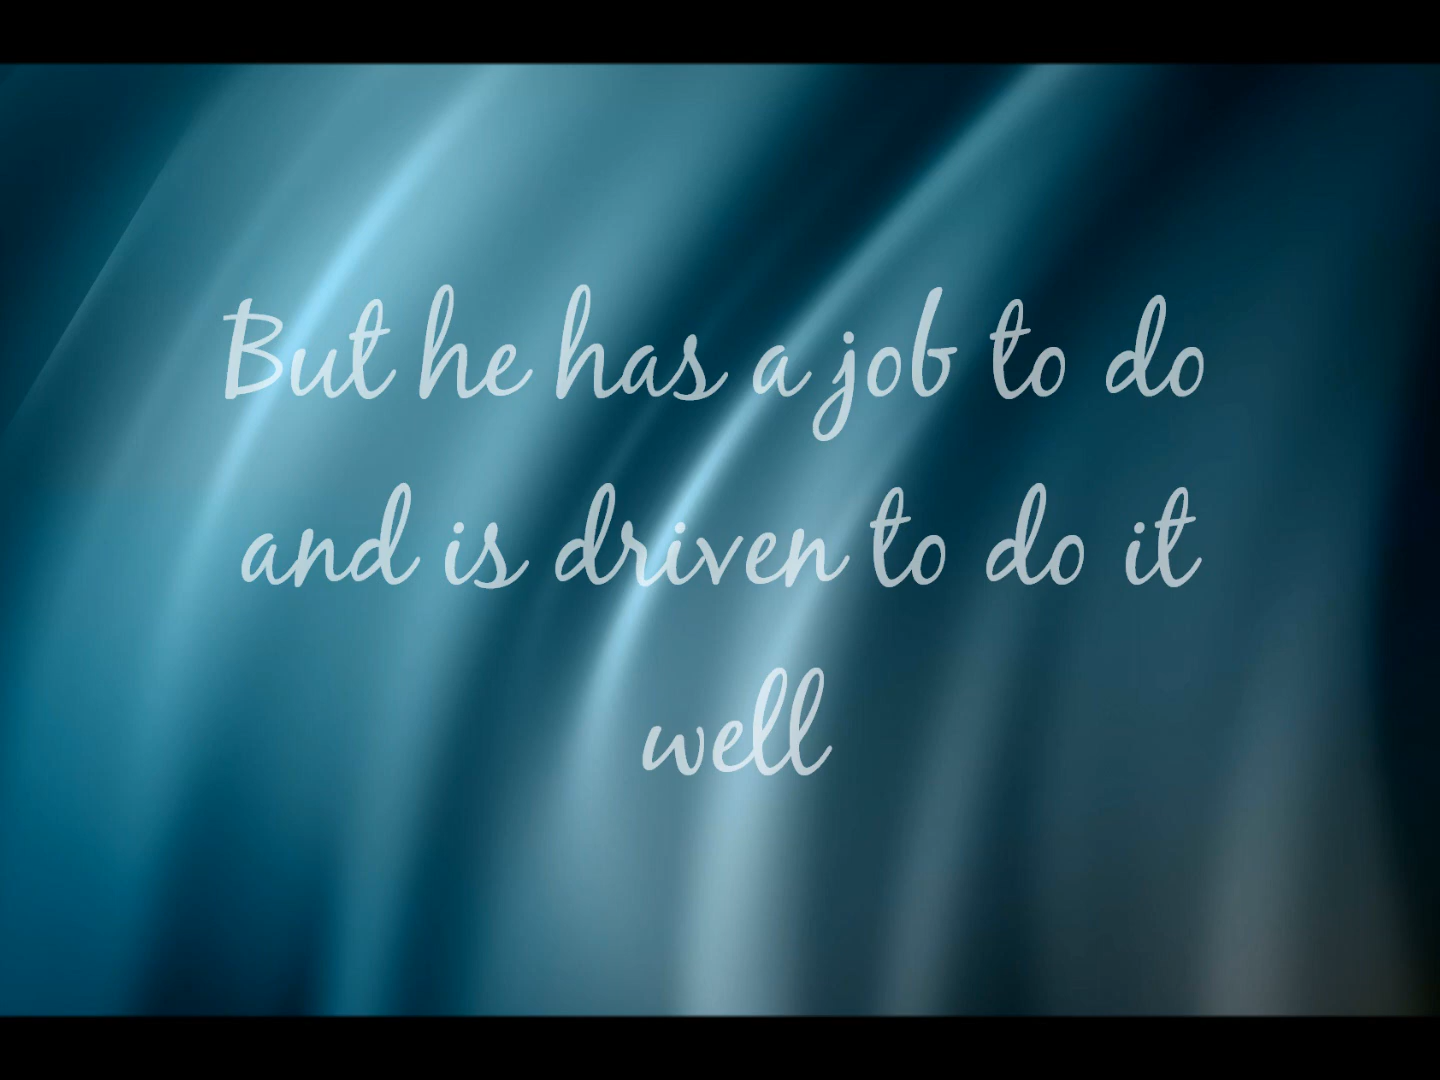 But he has a job to do
and is driven to do it
well